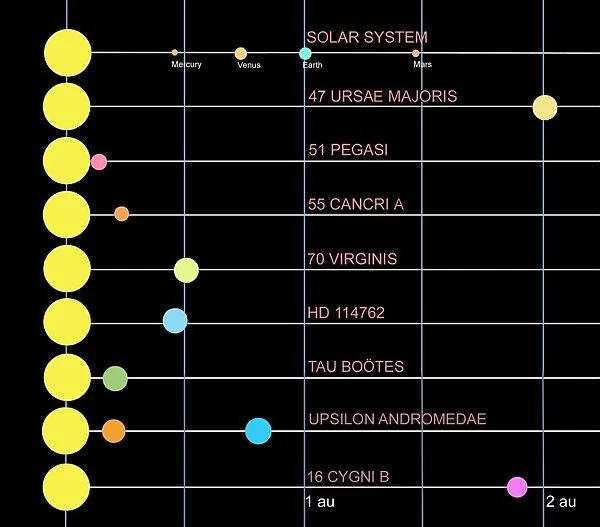 SOLAR SYSTEM
Mercury Venus Earth Mars
47 URSAE MAJORIS
51 PEGASI
55 CANCRI A
70 VIRGINIS
HD 114762
TAU BOÖTES
UPSILON ANDROMEDAE
16 CYGNI B
1 au 2 au